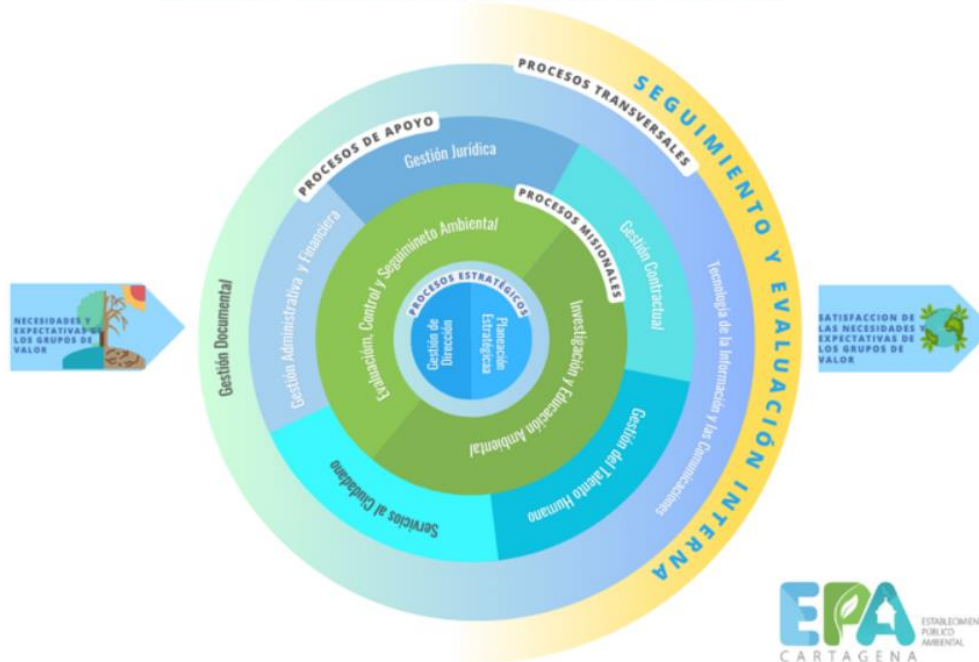 SEGUIMIENTO Y EVALUACIÓN INTERNA
PROCESOS TRANSVERSALES
PROCESOS DE APOYO
Gestión Jurídica
PROCESOS MISIONALES
Gestión Contractual
Gestión Administrativa y Financiera
Evaluacióm, Control y Seguimineto Ambiental
PROCESOS ESTRATÉGICOS
Gestión de
Dirección
Planeación
Estratégicaa
Investigación y Educación Ambiental
Tecnología de la Información y las Comunicaciones
Gestión Documental
NECESIDADES Y
EXPECTATIVAS DE
LOS GRUPOS DE
VALOR
SATISFACCION DE
LAS NECESIDADES Y
EXPECTATIVAS DE
LOS GRUPOS DE
VALOR
Servicios al Ciudadano
Gestión del Talento Humano
EPA
ESTABLECIMIEN
PÚBLICO
AMBIENTAL
CARTAGENA